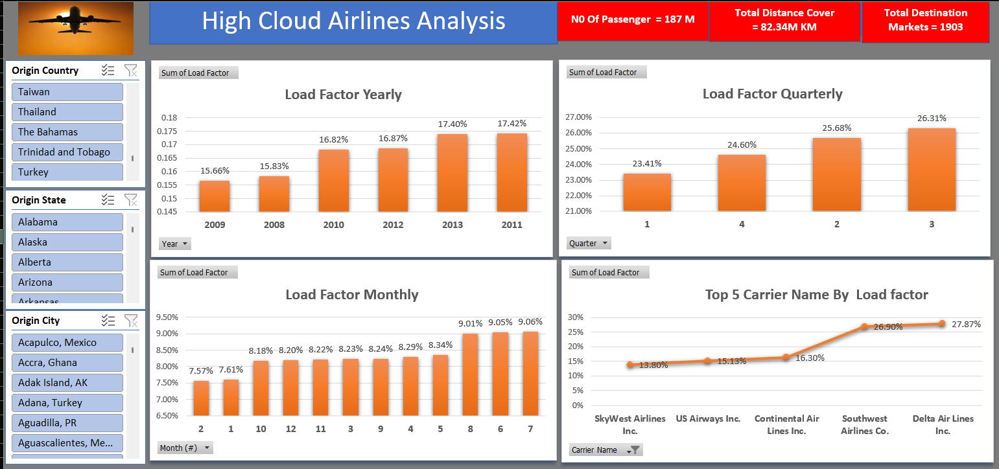 High Cloud Airlines Analysis
N0 Of Passenger = 187 M
Total Distance Cover
= 82.34M KM
Total Destination
Markets = 1903
Origin Country
Taiwan
Thailand
The Bahamas
Trinidad and Tobago
Turkey
Origin State
Alabama
Alaska
Alberta
Arizona
Arkansas
Origin City
Acapulco, Mexico
Accra, Ghana
Adak Island, AK
Adana, Turkey
Aguadilla, PR
Aguascalientes, Me...
Sum of Load Factor
Load Factor Yearly
0.18
0.175
0.17
0.165
0.16
0.155
0.15
0.145
15.66%
15.83%
16.82%
16.87%
17.40%
17.42%
2009
2008
2010
2012
2013
2011
Year
Sum of Load Factor
Load Factor Quarterly
27.00%
26.00%
25.00%
24.00%
23.00%
22.00%
21.00%
23.41%
24.60%
25.68%
26.31%
1
4
2
3
Quarter
Sum of Load Factor
Load Factor Monthly
9.50%
9.00%
8.50%
8.00%
7.50%
7.00%
6.50%
7.57%
7.61%
8.18%
8.20%
8.22%
8.23%
8.24%
8.29%
8.34%
9.01%
9.05%
9.06%
2
1
10
12
11
3
9
4
5
8
6
7
Month (#)
Sum of Load Factor
Top 5 Carrier Name By Load factor
30%
25%
20%
15%
10%
5%
0%
13.80%
15.13%
16.30%
26.90%
27.87%
SkyWest Airlines
Inc.
US Airways Inc.
Continental Air
Lines Inc.
Southwest
Airlines Co.
Delta Air Lines
Inc.
Carrier Name